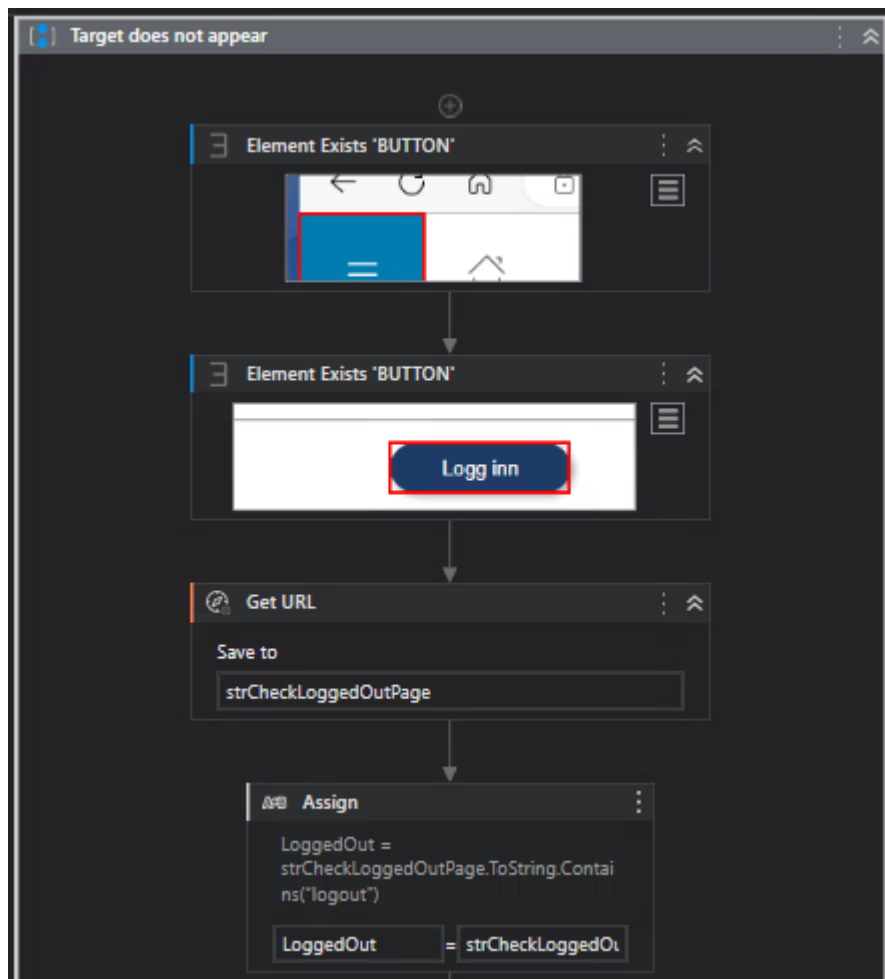 Target does not appear
Element Exists 'BUTTON'
Element Exists 'BUTTON'
Logg inn
Get URL
Save to
strCheckLoggedOutPage
Assign
LoggedOut =
strCheckLoggedOutPage.ToString.Contai
ns("logout")
LoggedOut = strCheckLoggedOu